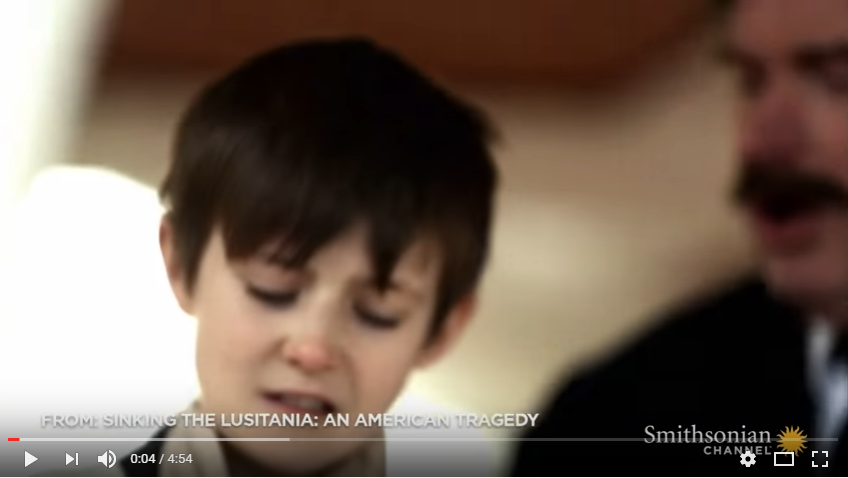 FROM: SINKING THE LUSITANIA: AN AMERICAN TRAGEDY
Smithsonian
CHANNEL
0:04 / 4:54